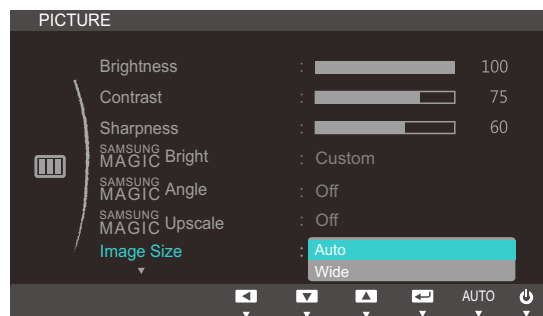 PICTURE
Brightness : 100
Contrast : 75
Sharpness : 60
SAMSUNG MAGIC Bright : Custom
SAMSUNG MAGIC Angle : Off
SAMSUNG MAGIC Upscale : Off
Image Size : Auto
Wide
AUTO